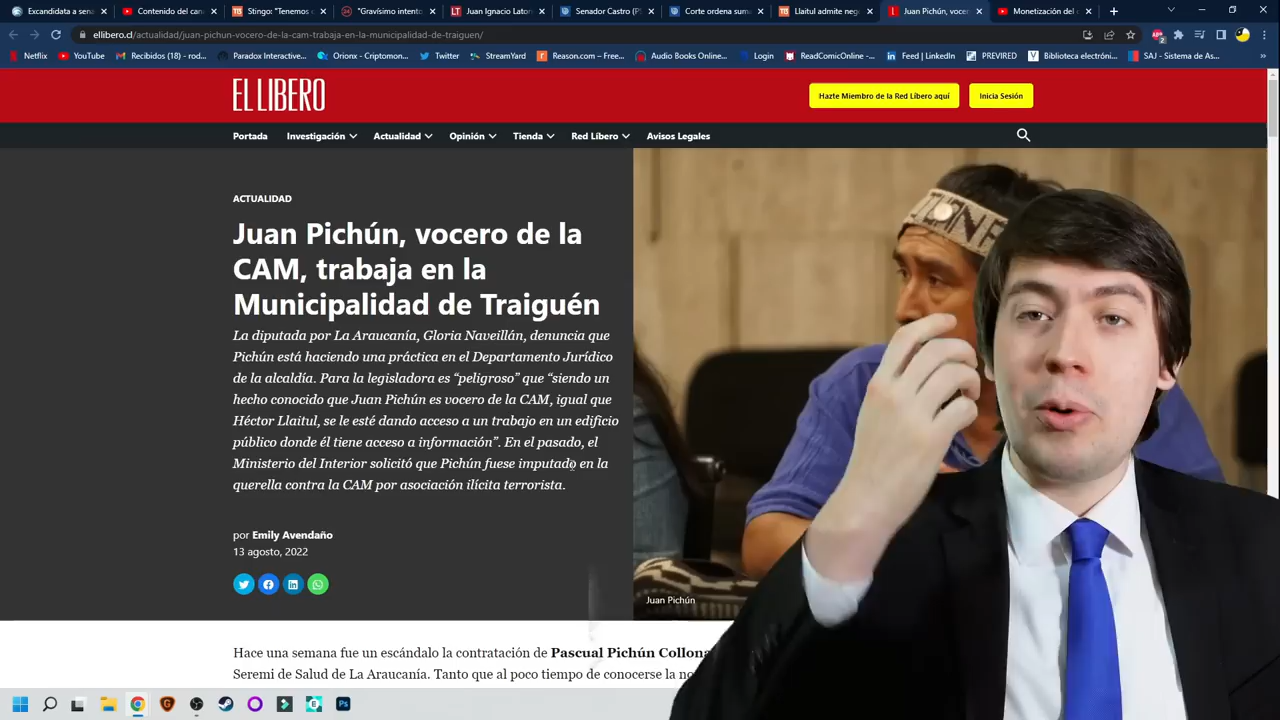 Excandidata a sena
Contenido del cana
Stingo: "Tenemos c
"Gravísimo intento
Juan Ignacio Lator
Senador Castro (PS
Corte ordena suma
Llaitul admite nego
Juan Pichún, vocer
Monetización del c
ellibero.cl/actualidad/juan-pichun-vocero-de-la-cam-trabaja-en-la-municipalidad-de-traiguen/
Netflix
YouTube
Recibidos (18) - rod...
Paradox Interactive...
Orionx - Criptomon...
Twitter
StreamYard
Reason.com – Free...
Audio Books Online...
Login
ReadComicOnline -...
Feed | LinkedIn
PREVIRED
Biblioteca electrónic...
SAJ - Sistema de As...
»
EL LIBERO
Hazte Miembro de la Red Líbero aquí
Inicia Sesión
Portada
Investigación
Actualidad
Opinión
Tienda
Red Líbero
Avisos Legales
ACTUALIDAD
Juan Pichún, vocero de la
CAM, trabaja en la
Municipalidad de Traiguén
La diputada por La Araucanía, Gloria Naveillán, denuncia que
Pichún está haciendo una práctica en el Departamento Jurídico
de la alcaldía. Para la legisladora es “peligroso” que “siendo un
hecho conocido que Juan Pichún es vocero de la CAM, igual que
Héctor Llaitul, se le esté dando acceso a un trabajo en un edificio
público donde él tiene acceso a información”. En el pasado, el
Ministerio del Interior solicitó que Pichún fuese imputado en la
querella contra la CAM por asociación ilícita terrorista.
por Emily Avendaño
13 agosto, 2022
Juan Pichún
Hace una semana fue un escándalo la contratación de Pascual Pichún Collona
Seremi de Salud de La Araucanía. Tanto que al poco tiempo de conocerse la no